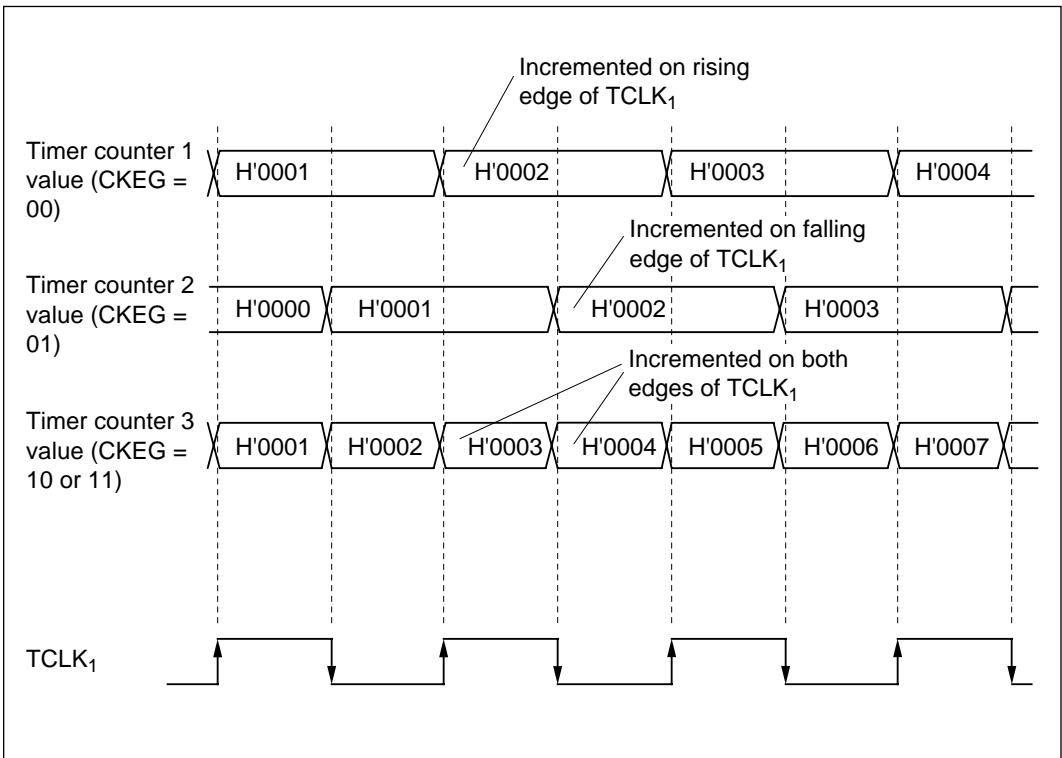 Incremented on rising
edge of TCLK1
Timer counter 1
value (CKEG =
00)
H'0001
H'0002
H'0003
H'0004
Incremented on falling
edge of TCLK1
Timer counter 2
value (CKEG =
01)
H'0000
H'0001
H'0002
H'0003
Incremented on both
edges of TCLK1
Timer counter 3
value (CKEG =
10 or 11)
H'0001
H'0002
H'0003
H'0004
H'0005
H'0006
H'0007
TCLK1